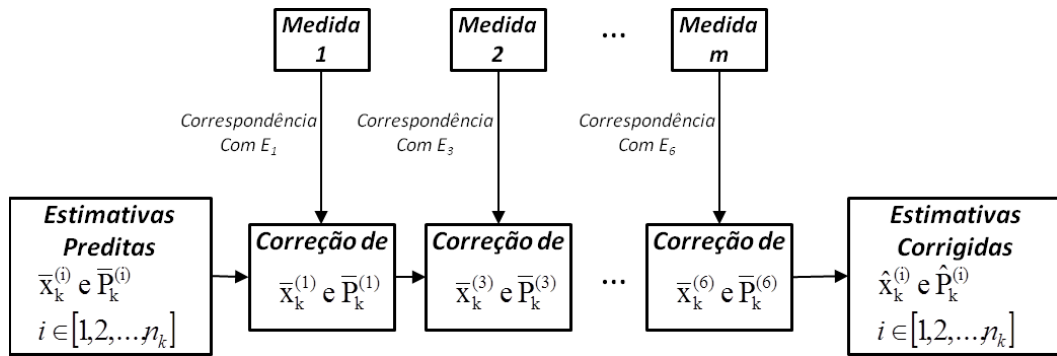 Medida
1
Medida
2
...
Medida
m
Correspondência
Com E₁
Correspondência
Com E₃
Correspondência
Com E₆
Estimativas
Preditas
x̅ₖ⁽ⁱ⁾ e P̅ₖ⁽ⁱ⁾
i ∈ [1,2,...,nₖ]
Correção de
x̅ₖ⁽¹⁾ e P̅ₖ⁽¹⁾
Correção de
x̅ₖ⁽³⁾ e P̅ₖ⁽³⁾
...
Correção de
x̅ₖ⁽⁶⁾ e P̅ₖ⁽⁶⁾
Estimativas
Corrigidas
x̂ₖ⁽ⁱ⁾ e P̂ₖ⁽ⁱ⁾
i ∈ [1,2,...,nₖ]